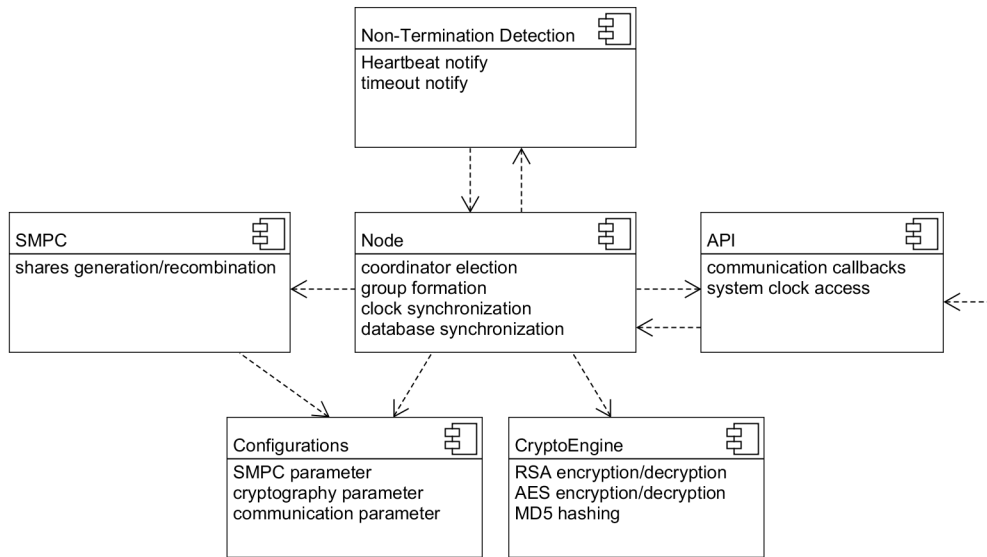 Non-Termination Detection
Heartbeat notify
timeout notify
SMPC
shares generation/recombination
Node
coordinator election
group formation
clock synchronization
database synchronization
API
communication callbacks
system clock access
Configurations
SMPC parameter
cryptography parameter
communication parameter
CryptoEngine
RSA encryption/decryption
AES encryption/decryption
MD5 hashing